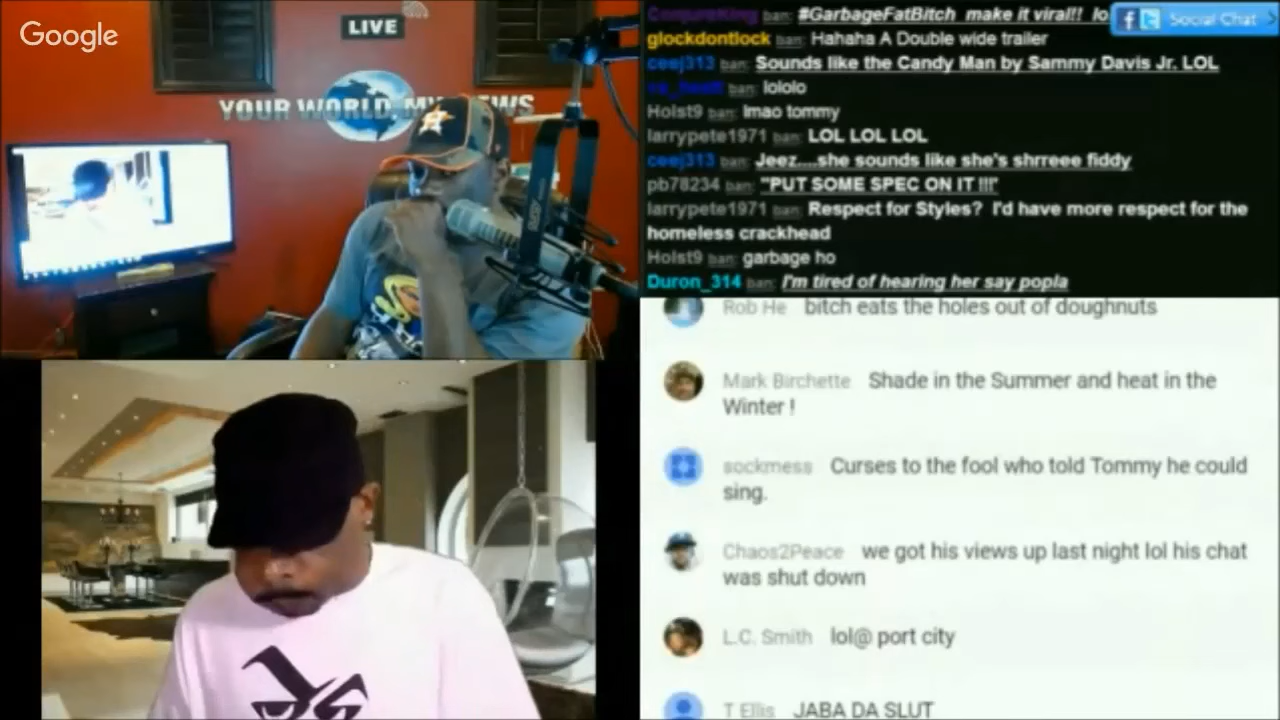 Google
LIVE
YOUR WORLD MY NEWS
ban: #GarbageFatBitch make it viral!! lo
Social Chat
glockdontlock ban: Hahaha A Double wide trailer
ceej313 ban: Sounds like the Candy Man by Sammy Davis Jr. LOL
ban: lololo
Holst9 ban: lmao tommy
larrypete1971 ban: LOL LOL LOL
ceej313 ban: Jeez....she sounds like she's shrreee fiddy
pb78234 ban: "PUT SOME SPEC ON IT !!!"
larrypete1971 ban: Respect for Styles? I'd have more respect for the
homeless crackhead
Holst9 ban: garbage ho
Duron_314 ban: I'm tired of hearing her say popla
Rob He bitch eats the holes out of doughnuts
Mark Birchette Shade in the Summer and heat in the
Winter !
sockmess Curses to the fool who told Tommy he could
sing.
Chaos2Peace we got his views up last night lol his chat
was shut down
L.C. Smith lol@ port city
T Ellis JABA DA SLUT